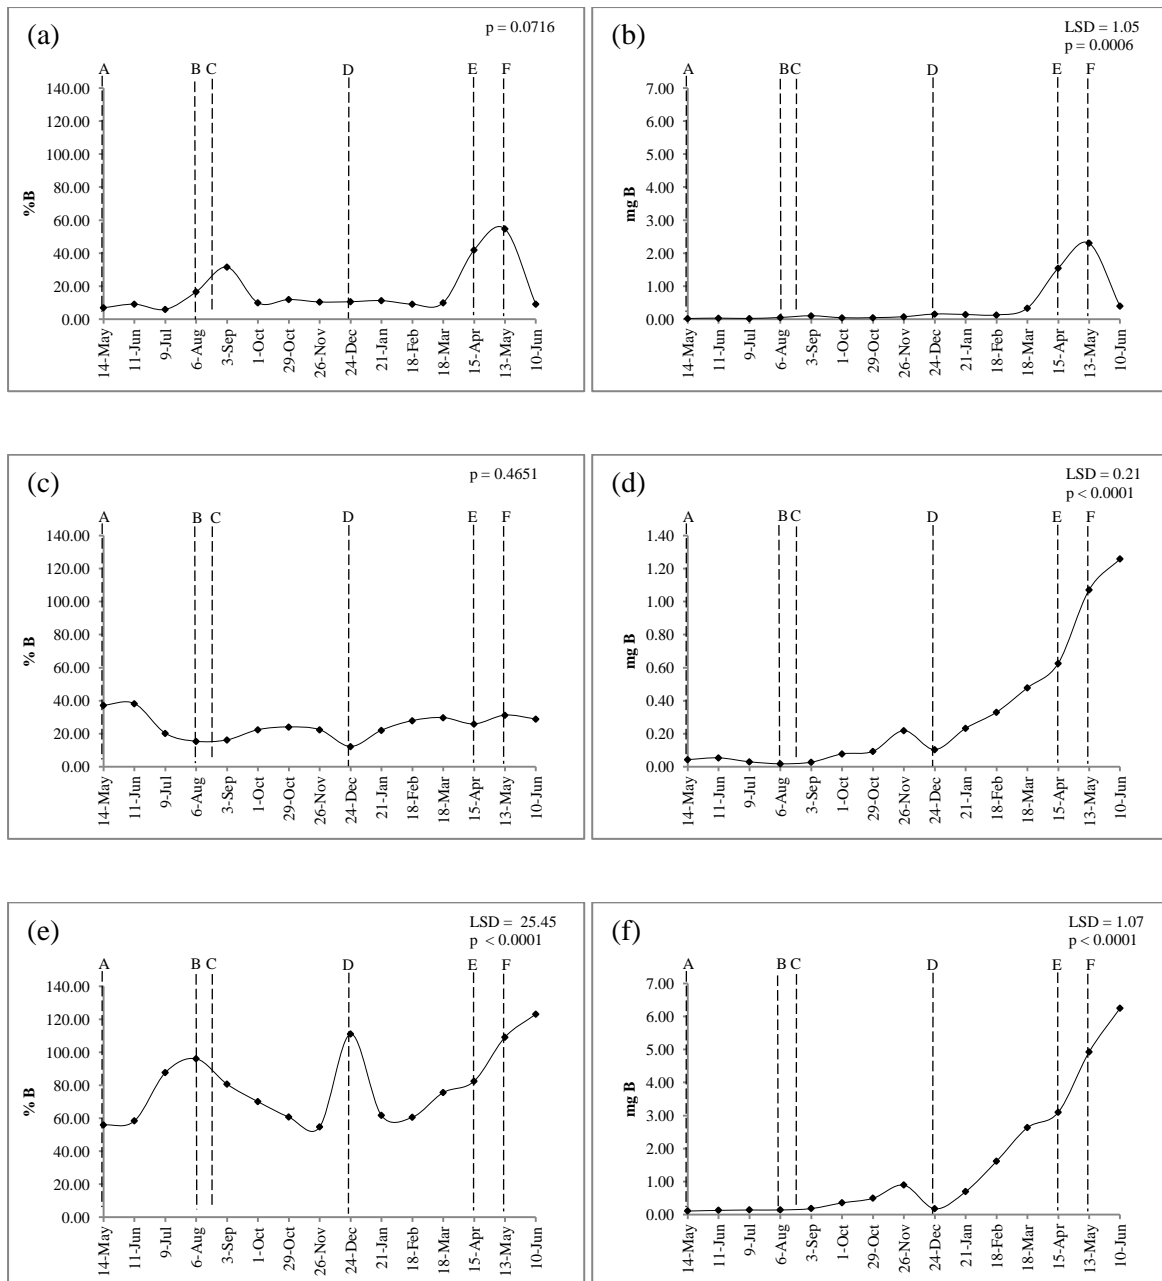 (a)
p = 0.0716
A B C D E F
140.00
120.00
100.00
80.00
60.00
40.00
20.00
0.00
%B
14-May
11-Jun
9-Jul
6-Aug
3-Sep
1-Oct
29-Oct
26-Nov
24-Dec
21-Jan
18-Feb
18-Mar
15-Apr
13-May
10-Jun
(b)
LSD = 1.05
p = 0.0006
A B C D E F
7.00
6.00
5.00
4.00
3.00
2.00
1.00
0.00
mg B
14-May
11-Jun
9-Jul
6-Aug
3-Sep
1-Oct
29-Oct
26-Nov
24-Dec
21-Jan
18-Feb
18-Mar
15-Apr
13-May
10-Jun
(c)
p = 0.4651
A B C D E F
140.00
120.00
100.00
80.00
60.00
40.00
20.00
0.00
% B
14-May
11-Jun
9-Jul
6-Aug
3-Sep
1-Oct
29-Oct
26-Nov
24-Dec
21-Jan
18-Feb
18-Mar
15-Apr
13-May
10-Jun
(d)
LSD = 0.21
p < 0.0001
A B C D E F
1.40
1.20
1.00
0.80
0.60
0.40
0.20
0.00
mg B
14-May
11-Jun
9-Jul
6-Aug
3-Sep
1-Oct
29-Oct
26-Nov
24-Dec
21-Jan
18-Feb
18-Mar
15-Apr
13-May
10-Jun
(e)
LSD = 25.45
p < 0.0001
A B C D E F
140.00
120.00
100.00
80.00
60.00
40.00
20.00
0.00
% B
14-May
11-Jun
9-Jul
6-Aug
3-Sep
1-Oct
29-Oct
26-Nov
24-Dec
21-Jan
18-Feb
18-Mar
15-Apr
13-May
10-Jun
(f)
LSD = 1.07
p < 0.0001
A B C D E F
7.00
6.00
5.00
4.00
3.00
2.00
1.00
0.00
mg B
14-May
11-Jun
9-Jul
6-Aug
3-Sep
1-Oct
29-Oct
26-Nov
24-Dec
21-Jan
18-Feb
18-Mar
15-Apr
13-May
10-Jun